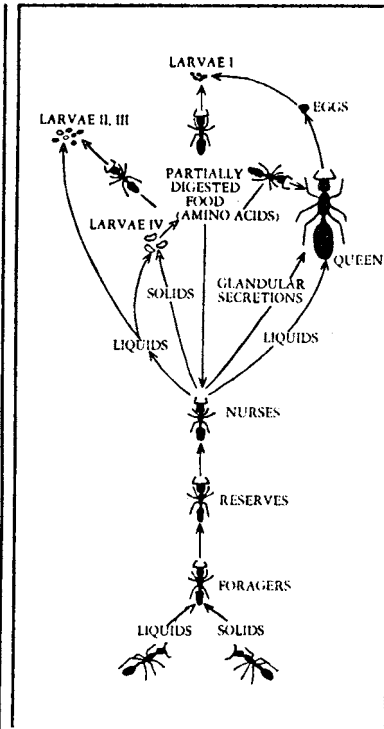 LARVAE I
EGGS
LARVAE II, III
PARTIALLY
DIGESTED
FOOD
(AMINO ACIDS)
LARVAE IV
QUEEN
SOLIDS
GLANDULAR
SECRETIONS
LIQUIDS
LIQUIDS
NURSES
RESERVES
FORAGERS
LIQUIDS
SOLIDS